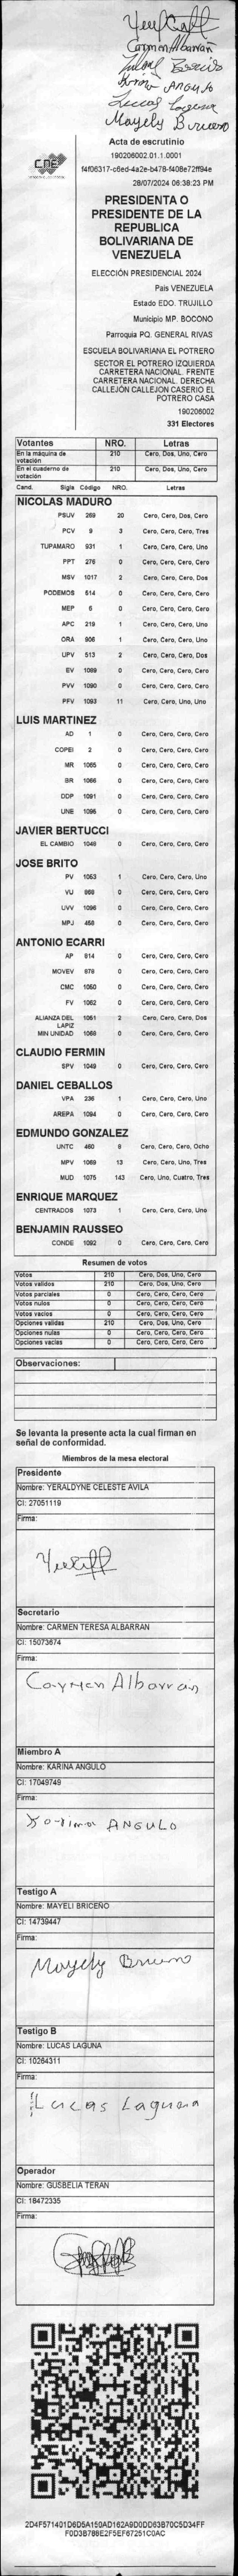 Carmen Albarran
Karina ANGULO
Lucas Laguna
Mayely Briceno
CNE
Acta de escrutinio
190206002.01.1.0001
f4f06317-c6ed-4a2e-b478-f408e72ff94e
28/07/2024 06:38:23 PM
PRESIDENTA O
PRESIDENTE DE LA
REPUBLICA
BOLIVARIANA DE
VENEZUELA
ELECCIÓN PRESIDENCIAL 2024
Pais VENEZUELA
Estado EDO. TRUJILLO
Municipio MP. BOCONO
Parroquia PQ. GENERAL RIVAS
ESCUELA BOLIVARIANA EL POTRERO
SECTOR EL POTRERO IZQUIERDA
CARRETERA NACIONAL. FRENTE
CARRETERA NACIONAL. DERECHA
CALLEJÓN CALLEJON CASERIO EL
POTRERO CASA
190206002
331 Electores
Votantes NRO. Letras
En la máquina de votación 210 Cero, Dos, Uno, Cero
En el cuaderno de votación 210 Cero, Dos, Uno, Cero
Cand. Sigla Código NRO. Letras
NICOLAS MADURO
PSUV 269 20 Cero, Cero, Dos, Cero
PCV 9 3 Cero, Cero, Cero, Tres
TUPAMARO 931 1 Cero, Cero, Cero, Uno
PPT 276 0 Cero, Cero, Cero, Cero
MSV 1017 2 Cero, Cero, Cero, Dos
PODEMOS 514 0 Cero, Cero, Cero, Cero
MEP 6 0 Cero, Cero, Cero, Cero
APC 219 1 Cero, Cero, Cero, Uno
ORA 906 1 Cero, Cero, Cero, Uno
UPV 513 2 Cero, Cero, Cero, Dos
EV 1089 0 Cero, Cero, Cero, Cero
PVV 1090 0 Cero, Cero, Cero, Cero
PFV 1093 11 Cero, Cero, Uno, Uno
LUIS MARTINEZ
AD 1 0 Cero, Cero, Cero, Cero
COPEI 2 0 Cero, Cero, Cero, Cero
MR 1065 0 Cero, Cero, Cero, Cero
BR 1066 0 Cero, Cero, Cero, Cero
DDP 1091 0 Cero, Cero, Cero, Cero
UNE 1096 0 Cero, Cero, Cero, Cero
JAVIER BERTUCCI
EL CAMBIO 1048 0 Cero, Cero, Cero, Cero
JOSE BRITO
PV 1053 1 Cero, Cero, Cero, Uno
VU 868 0 Cero, Cero, Cero, Cero
UVV 1098 0 Cero, Cero, Cero, Cero
MPJ 456 0 Cero, Cero, Cero, Cero
ANTONIO ECARRI
AP 814 0 Cero, Cero, Cero, Cero
MOVEV 878 0 Cero, Cero, Cero, Cero
CMC 1050 0 Cero, Cero, Cero, Cero
FV 1052 0 Cero, Cero, Cero, Cero
ALIANZA DEL LAPIZ 1051 2 Cero, Cero, Cero, Dos
MIN UNIDAD 1068 0 Cero, Cero, Cero, Cero
CLAUDIO FERMIN
SPV 1049 0 Cero, Cero, Cero, Cero
DANIEL CEBALLOS
VPA 236 1 Cero, Cero, Cero, Uno
AREPA 1094 0 Cero, Cero, Cero, Cero
EDMUNDO GONZALEZ
UNTC 460 8 Cero, Cero, Cero, Ocho
MPV 1069 13 Cero, Cero, Uno, Tres
MUD 1075 143 Cero, Uno, Cuatro, Tres
ENRIQUE MARQUEZ
CENTRADOS 1073 1 Cero, Cero, Cero, Uno
BENJAMIN RAUSSEO
CONDE 1092 0 Cero, Cero, Cero, Cero
Resumen de votos
Votos 210 Cero, Dos, Uno, Cero
Votos validos 210 Cero, Dos, Uno, Cero
Votos parciales 0 Cero, Cero, Cero, Cero
Votos nulos 0 Cero, Cero, Cero, Cero
Votos vacios 0 Cero, Cero, Cero, Cero
Opciones validas 210 Cero, Dos, Uno, Cero
Opciones nulas 0 Cero, Cero, Cero, Cero
Opciones vacias 0 Cero, Cero, Cero, Cero
Observaciones:
Se levanta la presente acta la cual firman en
señal de conformidad.
Miembros de la mesa electoral
Presidente
Nombre: YERALDYNE CELESTE AVILA
CI: 27051119
Firma:
Secretario
Nombre: CARMEN TERESA ALBARRAN
CI: 15073674
Firma:
Carmen Albarran
Miembro A
Nombre: KARINA ANGULO
CI: 17049749
Firma:
Karina ANGULO
Testigo A
Nombre: MAYELI BRICEÑO
CI: 14739447
Firma:
Mayely Briceno
Testigo B
Nombre: LUCAS LAGUNA
CI: 10264311
Firma:
Lucas Laguna
Operador
Nombre: GUSBELIA TERAN
CI: 18472335
Firma:
2D4F571401D6D5A150AD162A9D0DD63B70C5D34FF
F0D3B788E2F5EF67251C0AC